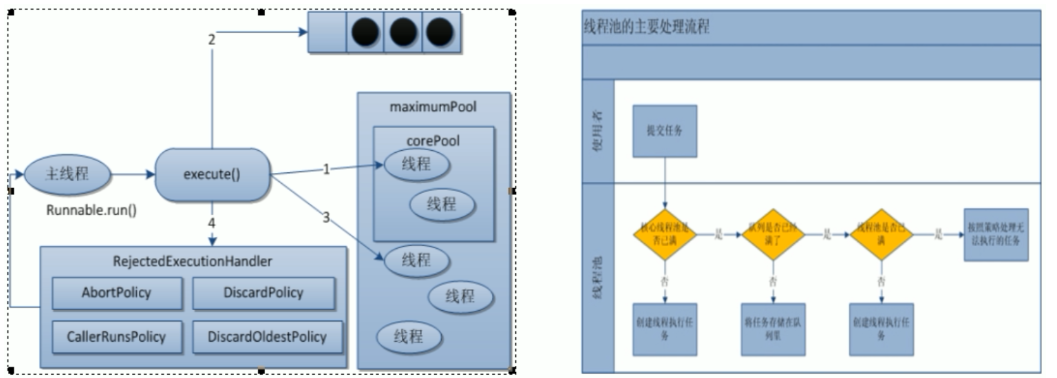 2
maximumPool
corePool
线程
线程
主线程
execute()
1
3
Runnable.run()
4
线程
线程
线程
RejectedExecutionHandler
AbortPolicy
DiscardPolicy
CallerRunsPolicy
DiscardOldestPolicy
线程池的主要处理流程
使用者
提交任务
线程池
核心线程池是
否已满
是
队列是否已经
满了
是
线程池是否已
满
是
按照策略处理无
法执行的任务
否
否
否
创建线程执行任
务
将任务存储在队
列里
创建线程执行任
务